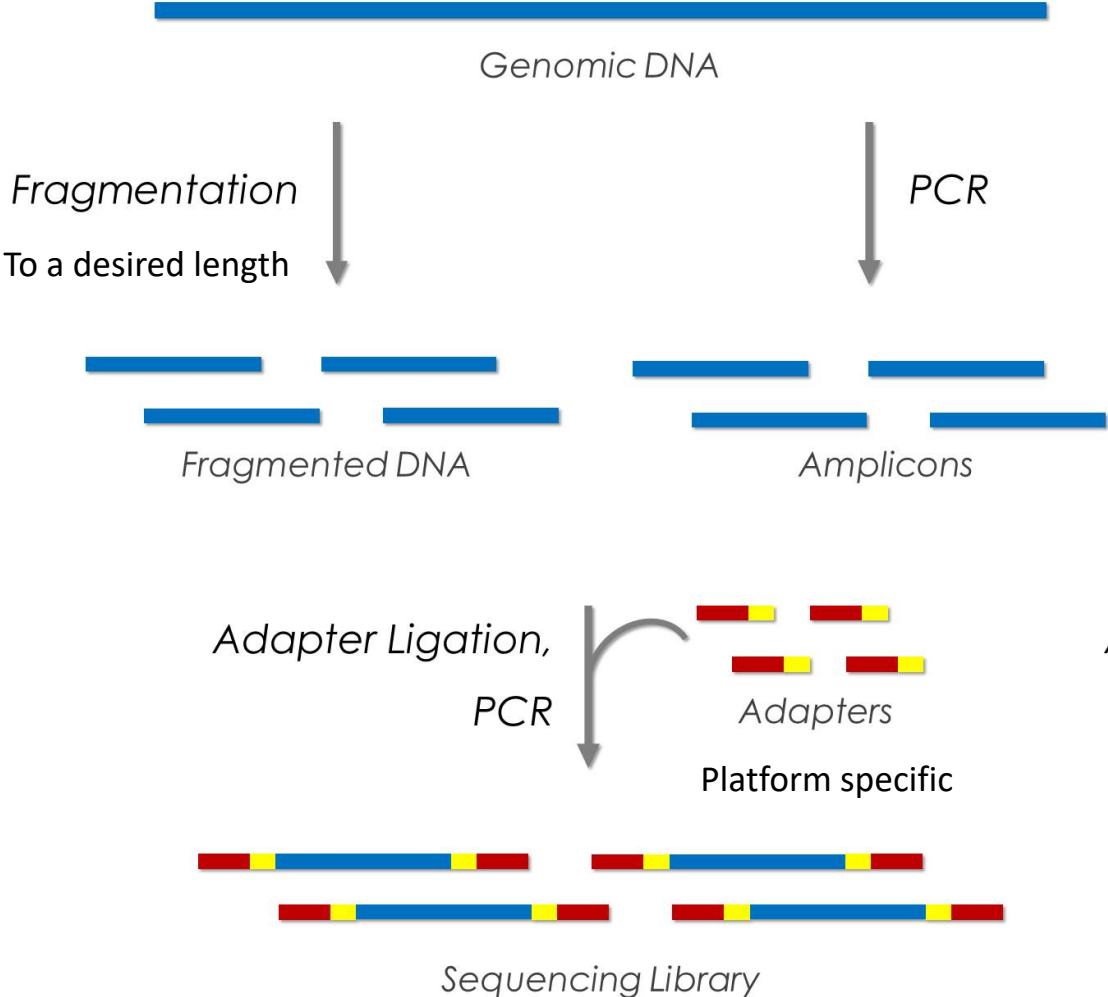 Genomic DNA
Fragmentation
PCR
To a desired length
Fragmented DNA
Amplicons
Adapter Ligation,
PCR
Adapters
Platform specific
Sequencing Library